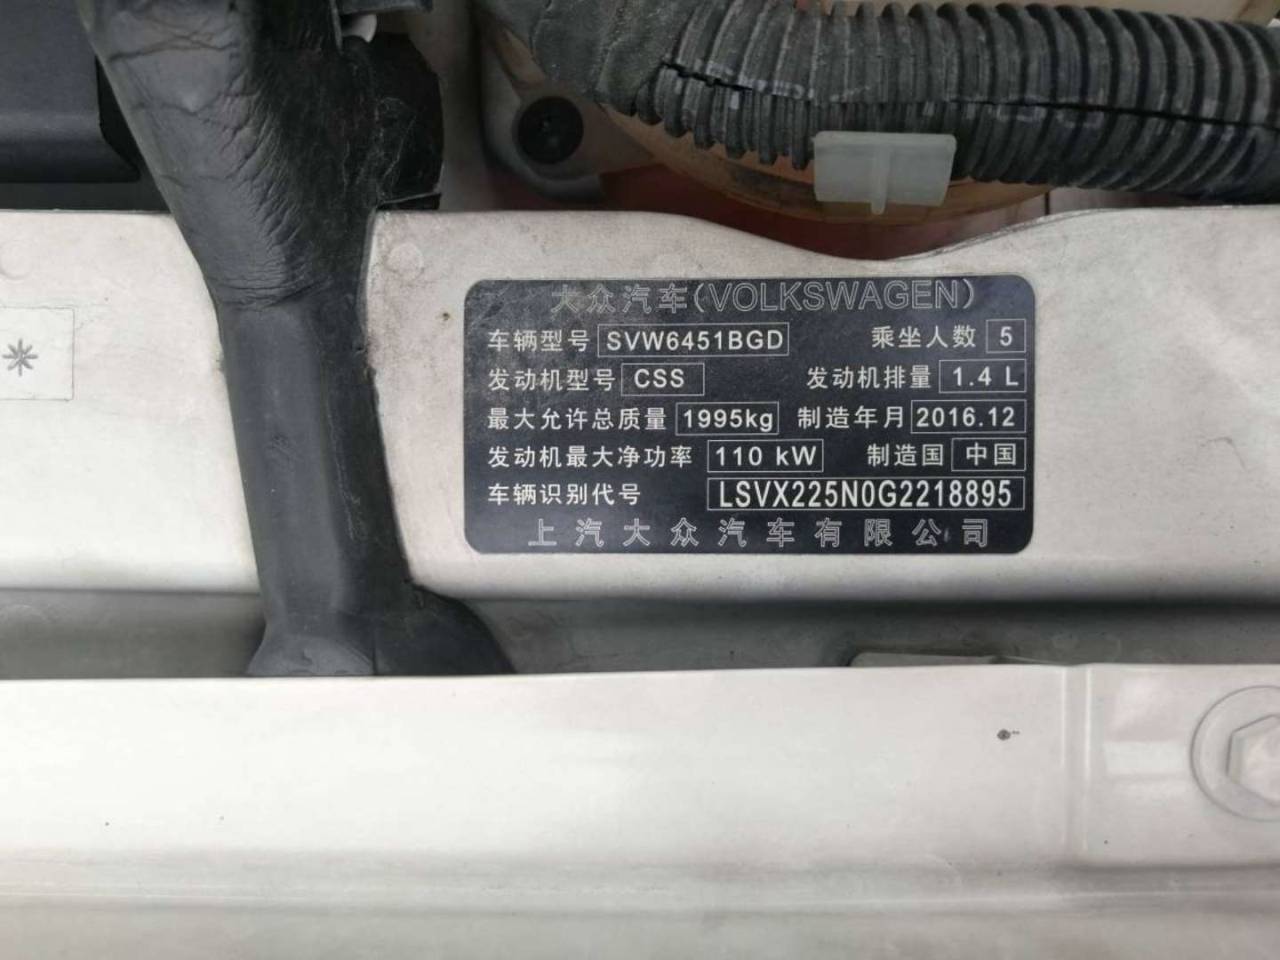 大众汽车(VOLKSWAGEN)
车辆型号 SVW6451BGD 乘坐人数 5
发动机型号 CSS 发动机排量 1.4 L
最大允许总质量 1995kg 制造年月 2016.12
发动机最大净功率 110 kW 制造国 中国
车辆识别代号 LSVX225N0G2218895
上汽大众汽车有限公司